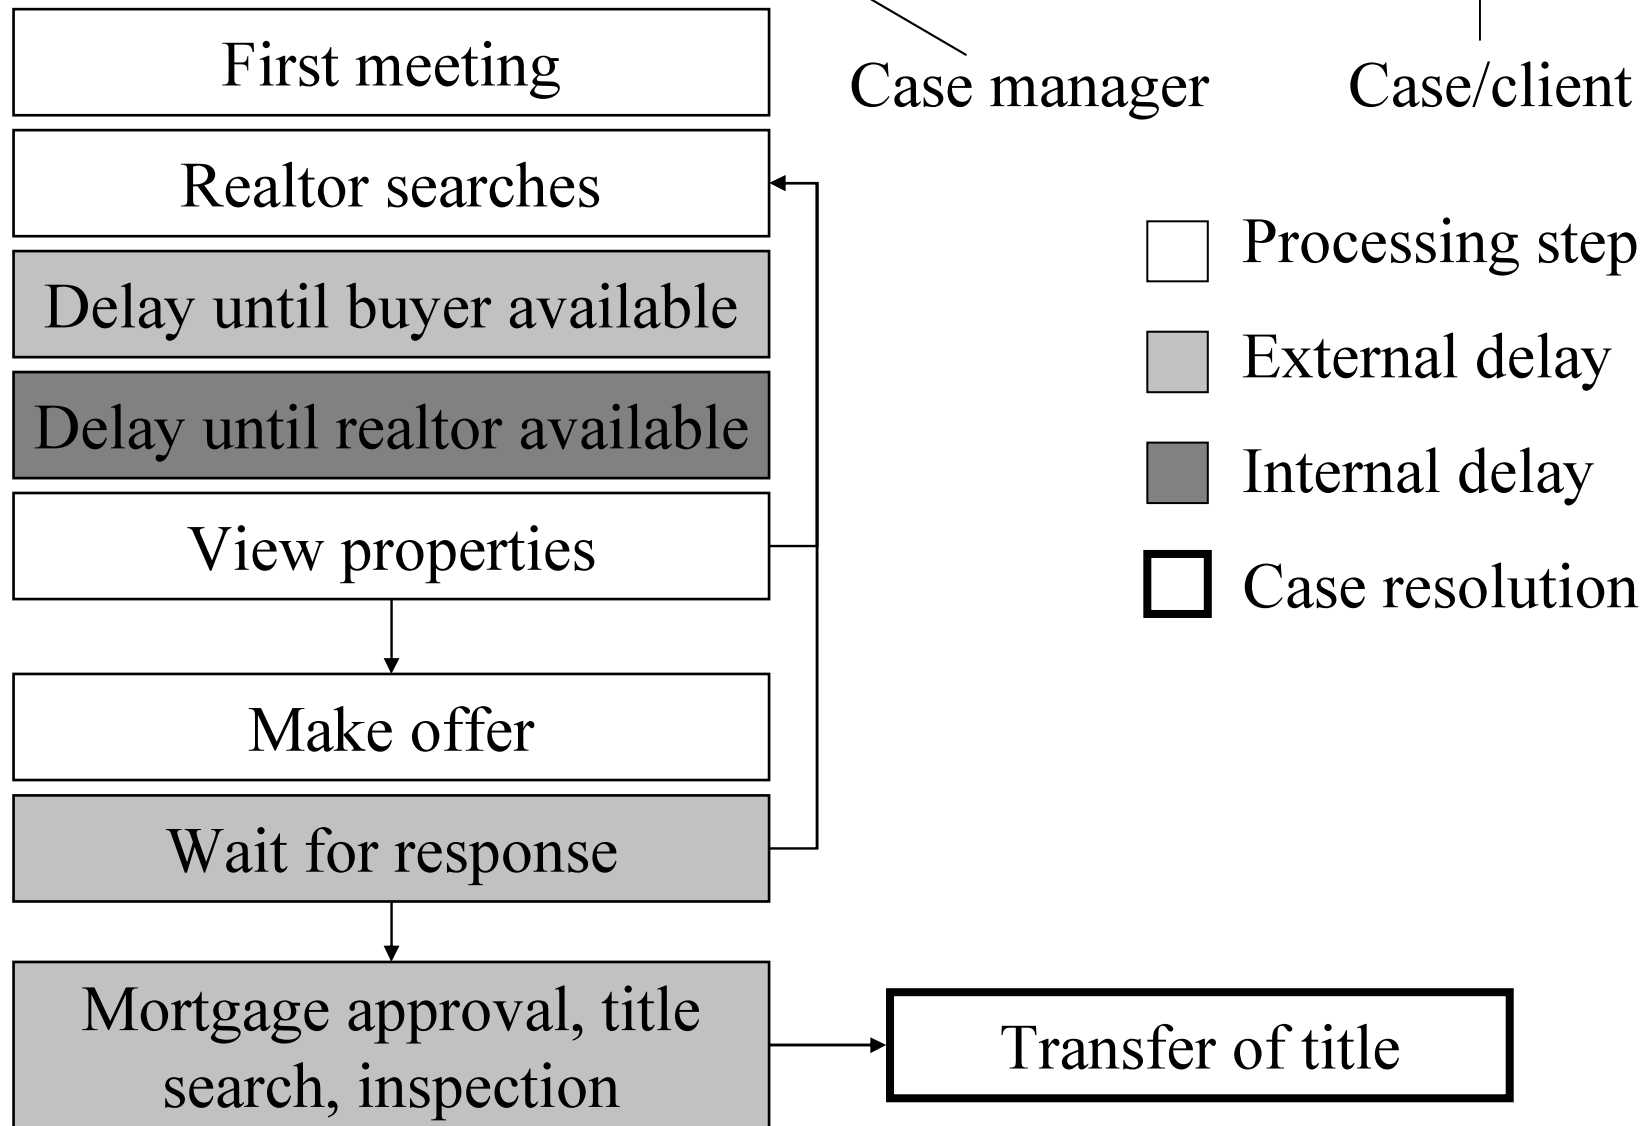 First meeting
Case manager
Case/client
Realtor searches
Processing step
Delay until buyer available
External delay
Delay until realtor available
Internal delay
View properties
Case resolution
Make offer
Wait for response
Mortgage approval, title
search, inspection
Transfer of title